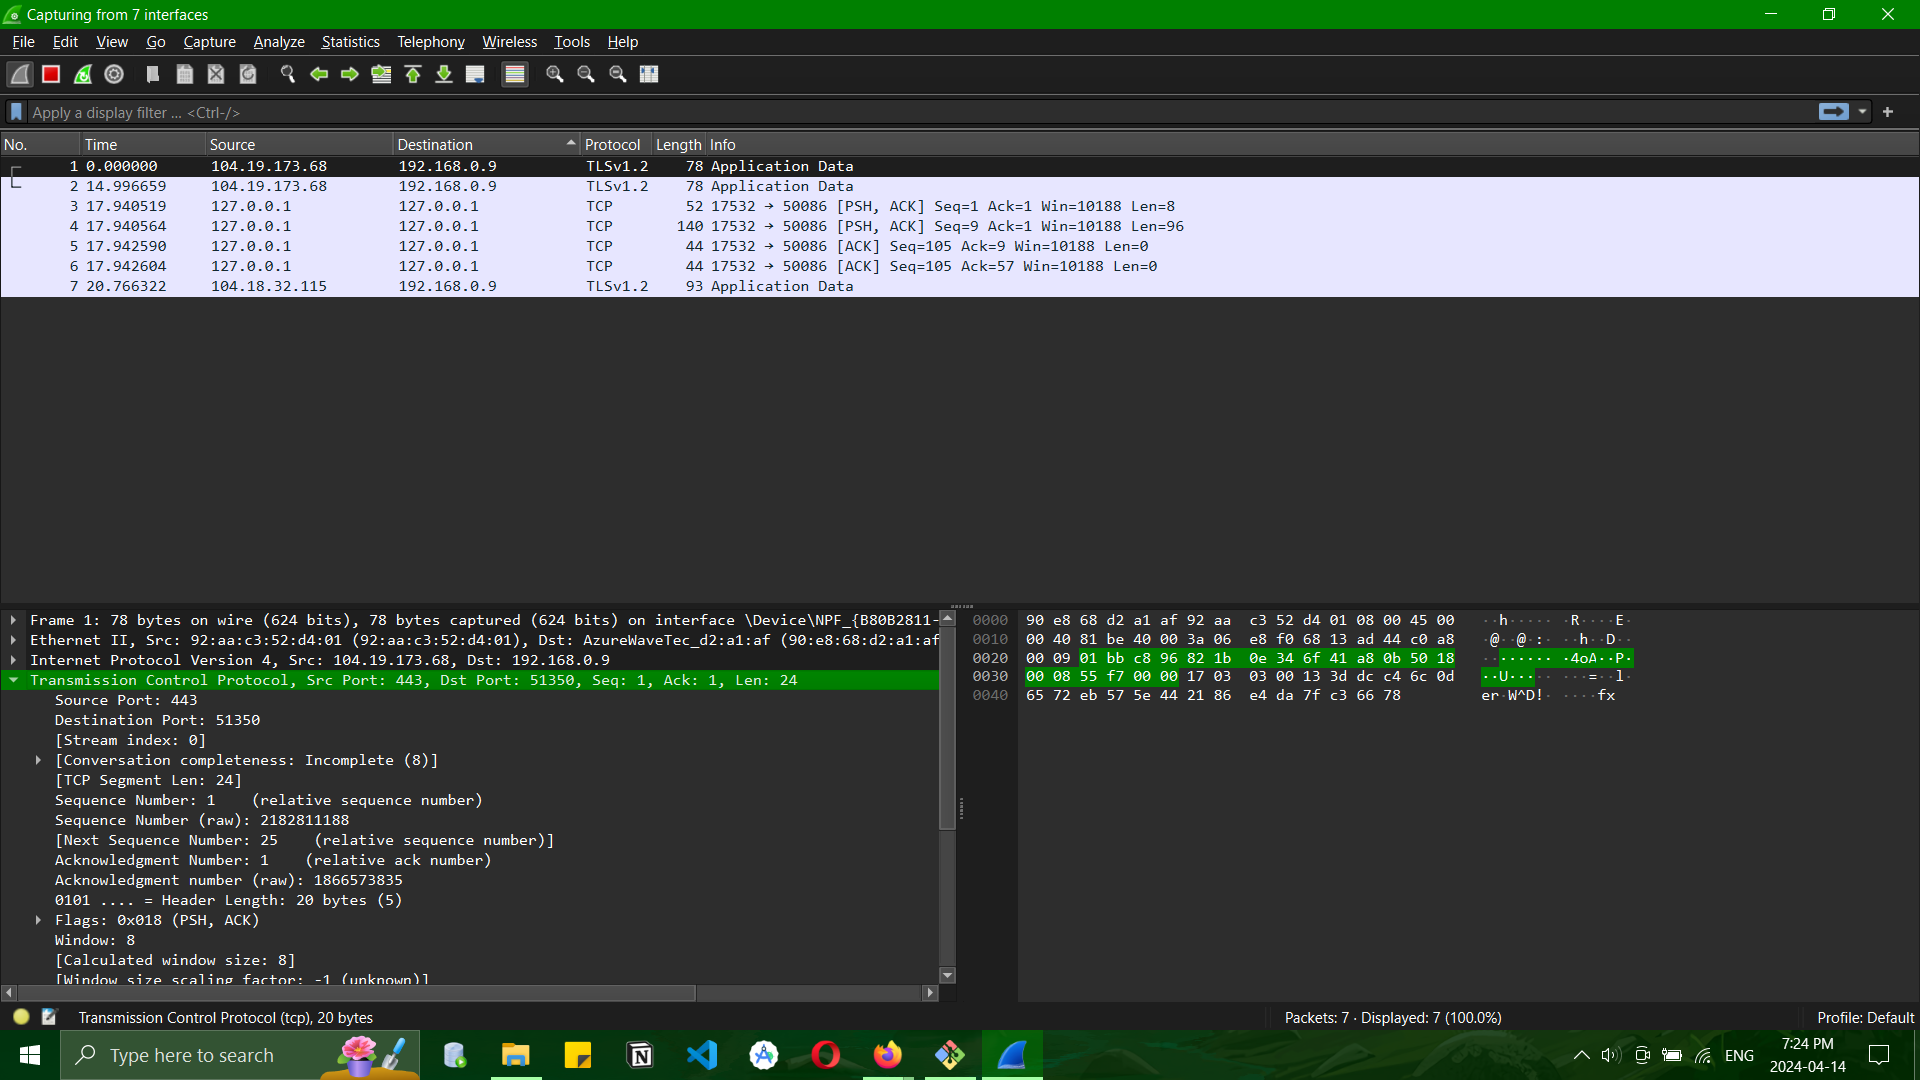 Capturing from 7 interfaces
File Edit View Go Capture Analyze Statistics Telephony Wireless Tools Help
Apply a display filter ... <Ctrl-/>
No. Time Source Destination Protocol Length Info
1 0.000000 104.19.173.68 192.168.0.9 TLSv1.2 78 Application Data
2 14.996659 104.19.173.68 192.168.0.9 TLSv1.2 78 Application Data
3 17.940519 127.0.0.1 127.0.0.1 TCP 52 17532 → 50086 [PSH, ACK] Seq=1 Ack=1 Win=10188 Len=8
4 17.940564 127.0.0.1 127.0.0.1 TCP 140 17532 → 50086 [PSH, ACK] Seq=9 Ack=1 Win=10188 Len=96
5 17.942590 127.0.0.1 127.0.0.1 TCP 44 17532 → 50086 [ACK] Seq=105 Ack=9 Win=10188 Len=0
6 17.942604 127.0.0.1 127.0.0.1 TCP 44 17532 → 50086 [ACK] Seq=105 Ack=57 Win=10188 Len=0
7 20.766322 104.18.32.115 192.168.0.9 TLSv1.2 93 Application Data
Frame 1: 78 bytes on wire (624 bits), 78 bytes captured (624 bits) on interface \Device\NPF_{B80B2811-
Ethernet II, Src: 92:aa:c3:52:d4:01 (92:aa:c3:52:d4:01), Dst: AzureWaveTec_d2:a1:af (90:e8:68:d2:a1:af
Internet Protocol Version 4, Src: 104.19.173.68, Dst: 192.168.0.9
Transmission Control Protocol, Src Port: 443, Dst Port: 51350, Seq: 1, Ack: 1, Len: 24
Source Port: 443
Destination Port: 51350
[Stream index: 0]
[Conversation completeness: Incomplete (8)]
[TCP Segment Len: 24]
Sequence Number: 1 (relative sequence number)
Sequence Number (raw): 2182811188
[Next Sequence Number: 25 (relative sequence number)]
Acknowledgment Number: 1 (relative ack number)
Acknowledgment number (raw): 1866573835
0101 .... = Header Length: 20 bytes (5)
Flags: 0x018 (PSH, ACK)
Window: 8
[Calculated window size: 8]
[Window size scaling factor: -1 (unknown)]
0000 90 e8 68 d2 a1 af 92 aa c3 52 d4 01 08 00 45 00 ··h····· ·R····E·
0010 00 40 81 be 40 00 3a 06 e8 f0 68 13 ad 44 c0 a8 ·@··@·:· ··h··D··
0020 00 09 01 bb c8 96 82 1b 0e 34 6f 41 a8 0b 50 18 ········ ·4oA··P·
0030 00 08 55 f7 00 00 17 03 03 00 13 3d dc c4 6c 0d ··U····· ···=··l·
0040 65 72 eb 57 5e 44 21 86 e4 da 7f c3 66 78 er·W^D!· ····fx
Transmission Control Protocol (tcp), 20 bytes
Packets: 7 · Displayed: 7 (100.0%)
Profile: Default
Type here to search
ENG
7:24 PM
2024-04-14